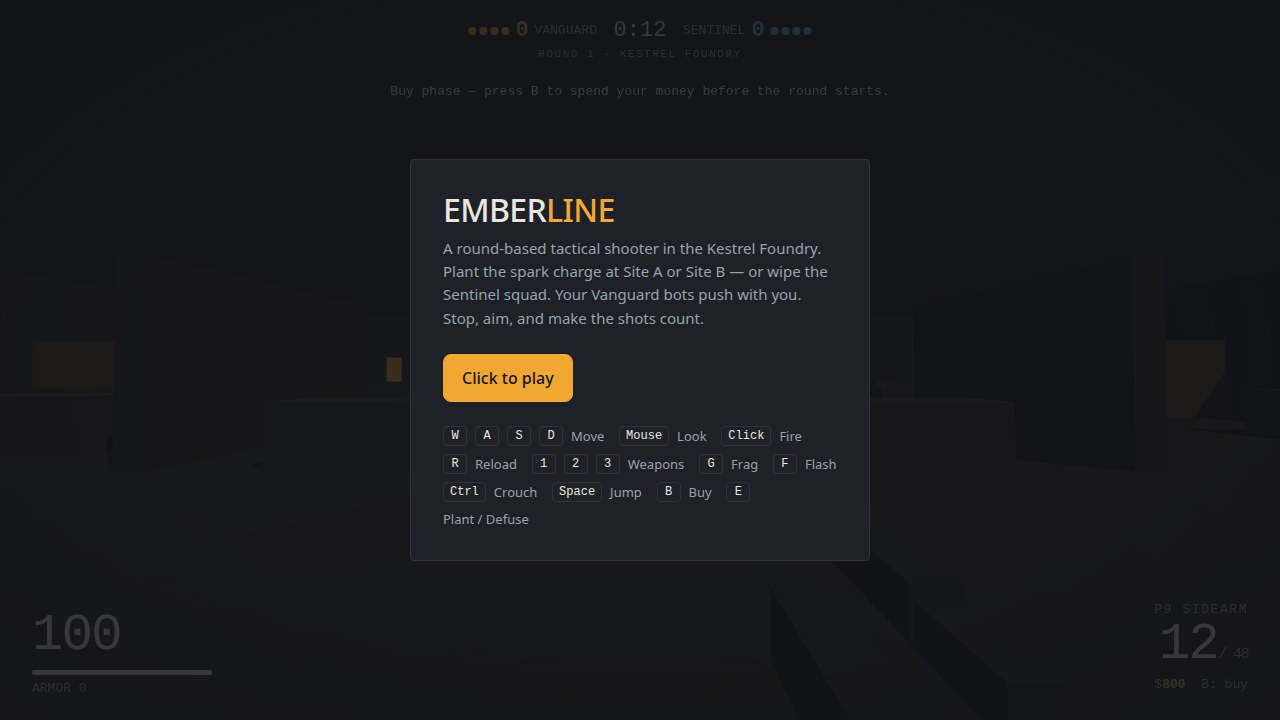 0 VANGUARD 0:12 SENTINEL 0
ROUND 1 · KESTREL FOUNDRY
Buy phase — press B to spend your money before the round starts.
EMBERLINE
A round-based tactical shooter in the Kestrel Foundry.
Plant the spark charge at Site A or Site B — or wipe the
Sentinel squad. Your Vanguard bots push with you.
Stop, aim, and make the shots count.
Click to play
W A S D Move Mouse Look Click Fire
R Reload 1 2 3 Weapons G Frag F Flash
Ctrl Crouch Space Jump B Buy E
Plant / Defuse
100
ARMOR 0
P9 SIDEARM
12 / 48
$800 B: buy